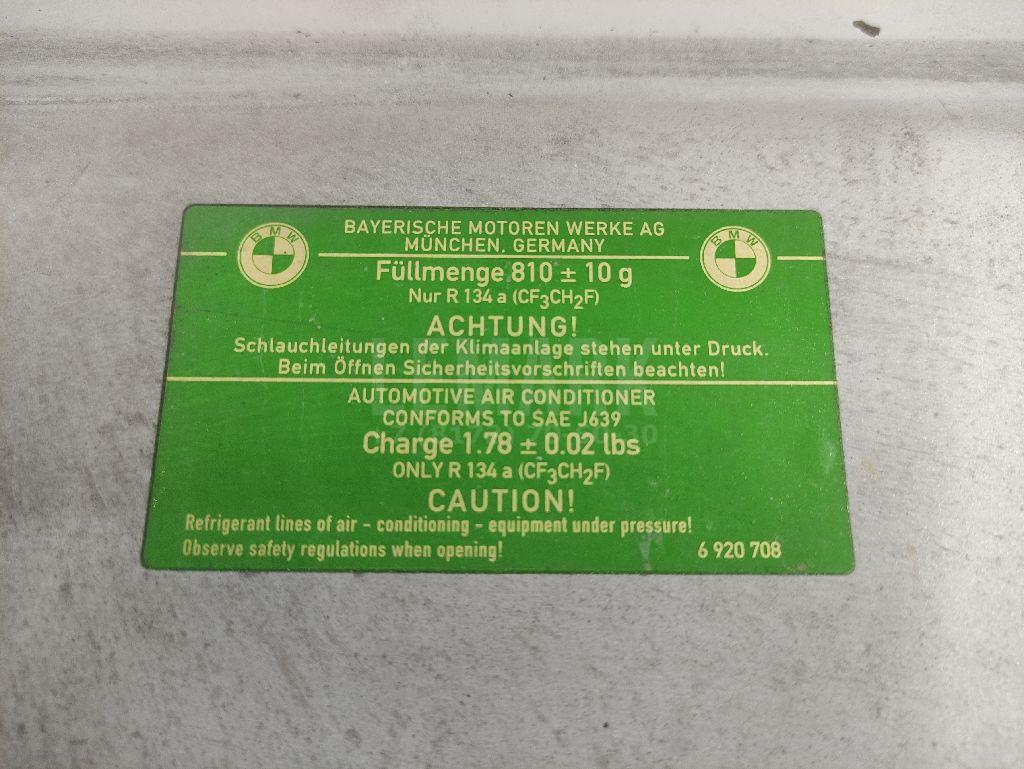 BAYERISCHE MOTOREN WERKE AG
MÜNCHEN. GERMANY
BMW
BMW
Füllmenge 810 ± 10 g
Nur R 134 a (CF3CH2F)
ACHTUNG!
Schlauchleitungen der Klimaanlage stehen unter Druck.
Beim Öffnen Sicherheitsvorschriften beachten!
AUTOMOTIVE AIR CONDITIONER
CONFORMS TO SAE J639
Charge 1.78 ± 0.02 lbs
ONLY R 134 a (CF3CH2F)
CAUTION!
Refrigerant lines of air - conditioning - equipment under pressure!
Observe safety regulations when opening!
6 920 708